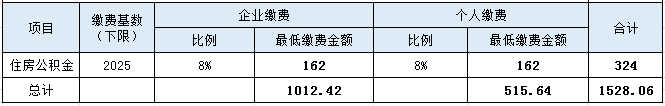 项目 缴费基数（下限） 企业缴费 个人缴费 合计
比例 最低缴费金额 比例 最低缴费金额
住房公积金 2025 8% 162 8% 162 324
总计 1012.42 515.64 1528.06